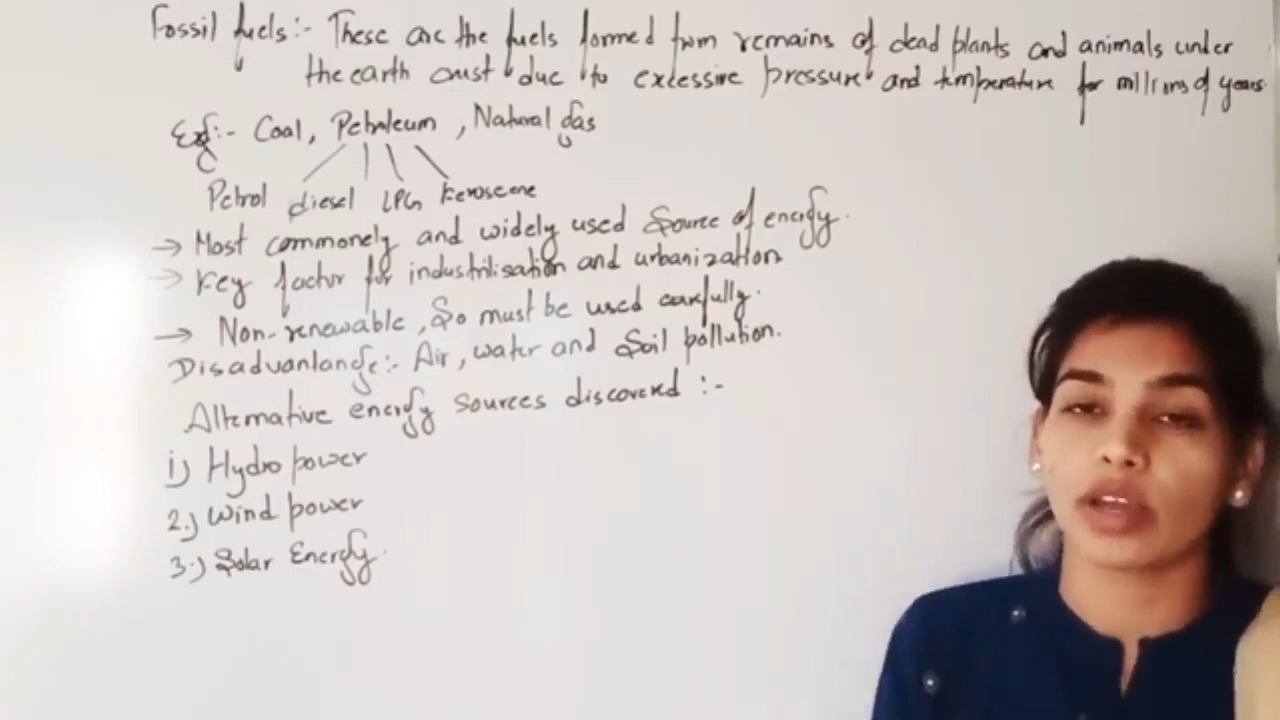 Fossil fuels:- These are the fuels formed from remains of dead plants and animals under
the earth crust due to excessive pressure and temperature for millions of years.
Eg:- Coal, Petroleum, Natural Gas
Petrol diesel LPG Keroscene
→ Most commonely and widely used Source of energy.
→ Key factor for industrilisation and urbanization
→ Non-renewable, So must be used carefully.
Disadvantange:- Air, water and Soil pollution.
Alternative energy sources discovered :-
1) Hydro power
2.) Wind power
3.) Solar Energy.